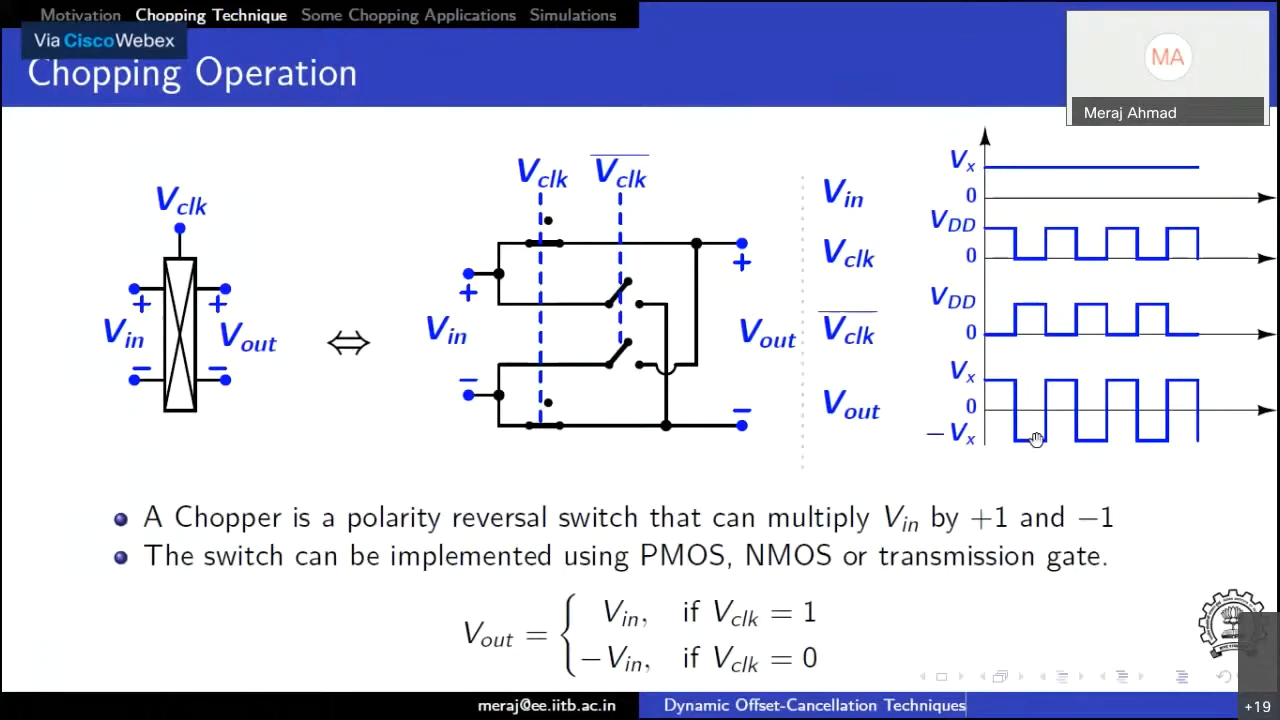 Motivation Chopping Technique Some Chopping Applications Simulations
Via CiscoWebex
Chopping Operation
MA
Meraj Ahmad
V_clk
+ +
V_in V_out
− −
⇔
V_clk \overline{V_clk}
+ +
V_in V_out
− −
V_in
V_x
0
V_clk
V_DD
0
\overline{V_clk}
V_DD
0
V_out
V_x
0
−V_x
A Chopper is a polarity reversal switch that can multiply V_in by +1 and −1
The switch can be implemented using PMOS, NMOS or transmission gate.
V_out = { V_in, if V_clk = 1
−V_in, if V_clk = 0
meraj@ee.iitb.ac.in Dynamic Offset-Cancellation Techniques
+19